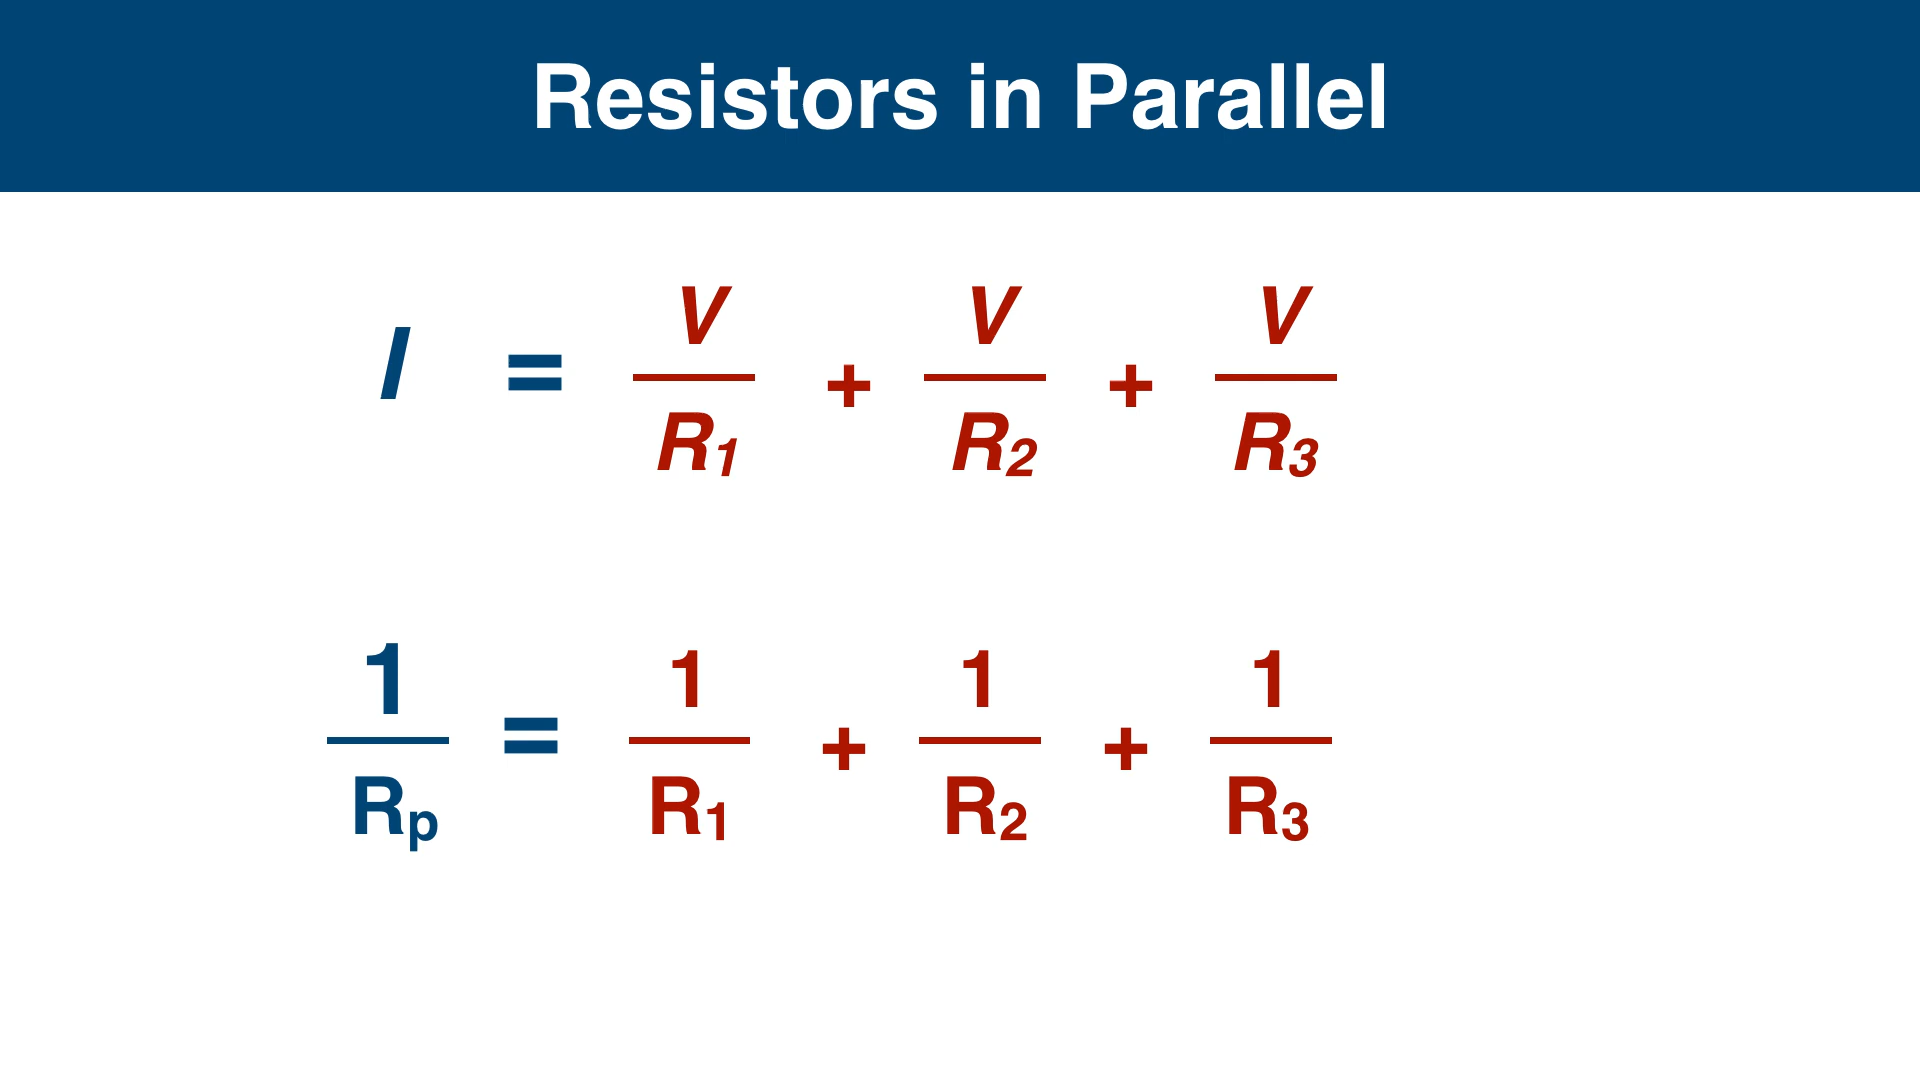 Resistors in Parallel
I = V/R₁ + V/R₂ + V/R₃
1/Rₚ = 1/R₁ + 1/R₂ + 1/R₃